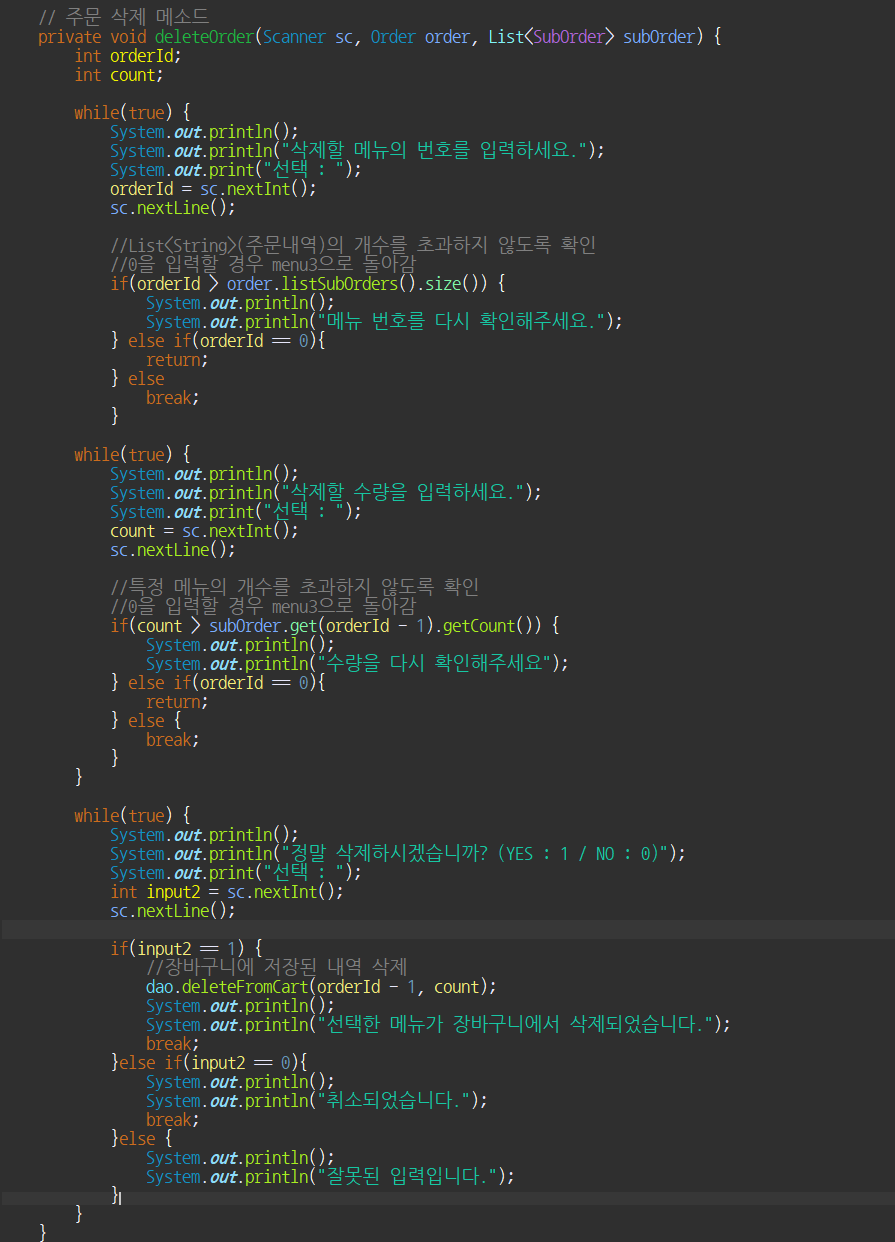 // 주문 삭제 메소드
private void deleteOrder(Scanner sc, Order order, List<SubOrder> subOrder) {
    int orderId;
    int count;

    while(true) {
        System.out.println();
        System.out.println("삭제할 메뉴의 번호를 입력하세요.");
        System.out.print("선택 : ");
        orderId = sc.nextInt();
        sc.nextLine();

        //List<String>(주문내역)의 개수를 초과하지 않도록 확인
        //0을 입력할 경우 menu3으로 돌아감
        if(orderId > order.listSubOrders().size()) {
            System.out.println();
            System.out.println("메뉴 번호를 다시 확인해주세요.");
        } else if(orderId == 0){
            return;
        } else
            break;
        }

    while(true) {
        System.out.println();
        System.out.println("삭제할 수량을 입력하세요.");
        System.out.print("선택 : ");
        count = sc.nextInt();
        sc.nextLine();

        //특정 메뉴의 개수를 초과하지 않도록 확인
        //0을 입력할 경우 menu3으로 돌아감
        if(count > subOrder.get(orderId - 1).getCount()) {
            System.out.println();
            System.out.println("수량을 다시 확인해주세요");
        } else if(orderId == 0){
            return;
        } else {
            break;
        }
    }

    while(true) {
        System.out.println();
        System.out.println("정말 삭제하시겠습니까? (YES : 1 / NO : 0)");
        System.out.print("선택 : ");
        int input2 = sc.nextInt();
        sc.nextLine();

        if(input2 == 1) {
            //장바구니에 저장된 내역 삭제
            dao.deleteFromCart(orderId - 1, count);
            System.out.println();
            System.out.println("선택한 메뉴가 장바구니에서 삭제되었습니다.");
            break;
        }else if(input2 == 0){
            System.out.println();
            System.out.println("취소되었습니다.");
            break;
        }else {
            System.out.println();
            System.out.println("잘못된 입력입니다.");
        }
    }
}